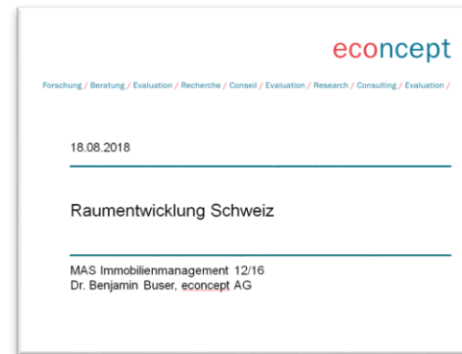 econcept
Forschung / Beratung / Evaluation / Recherche / Conseil / Evaluation / Research / Consulting / Evaluation /
18.08.2018
Raumentwicklung Schweiz
MAS Immobilienmanagement 12/16
Dr. Benjamin Buser, econcept AG